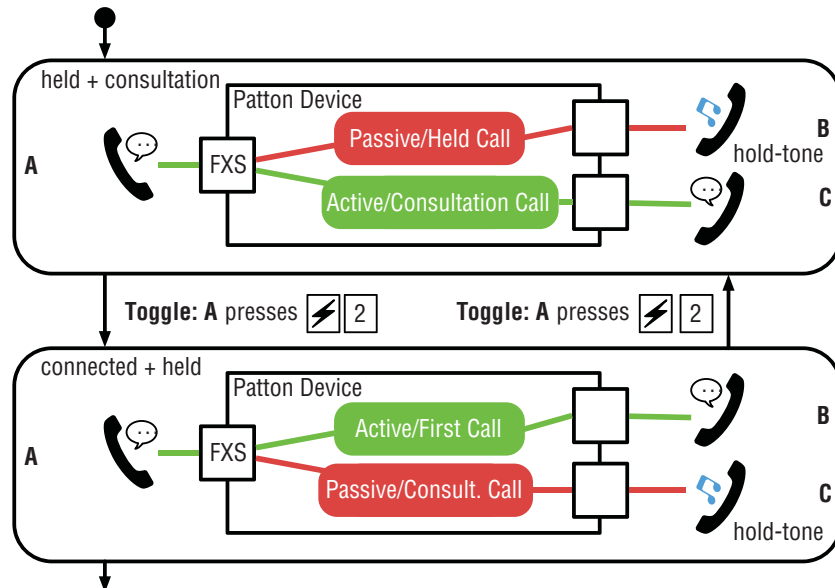 held + consultation
Patton Device
A
FXS
Passive/Held Call
Active/Consultation Call
B
hold-tone
C
Toggle: A presses 2
Toggle: A presses 2
connected + held
Patton Device
A
FXS
Active/First Call
Passive/Consult. Call
B
C
hold-tone